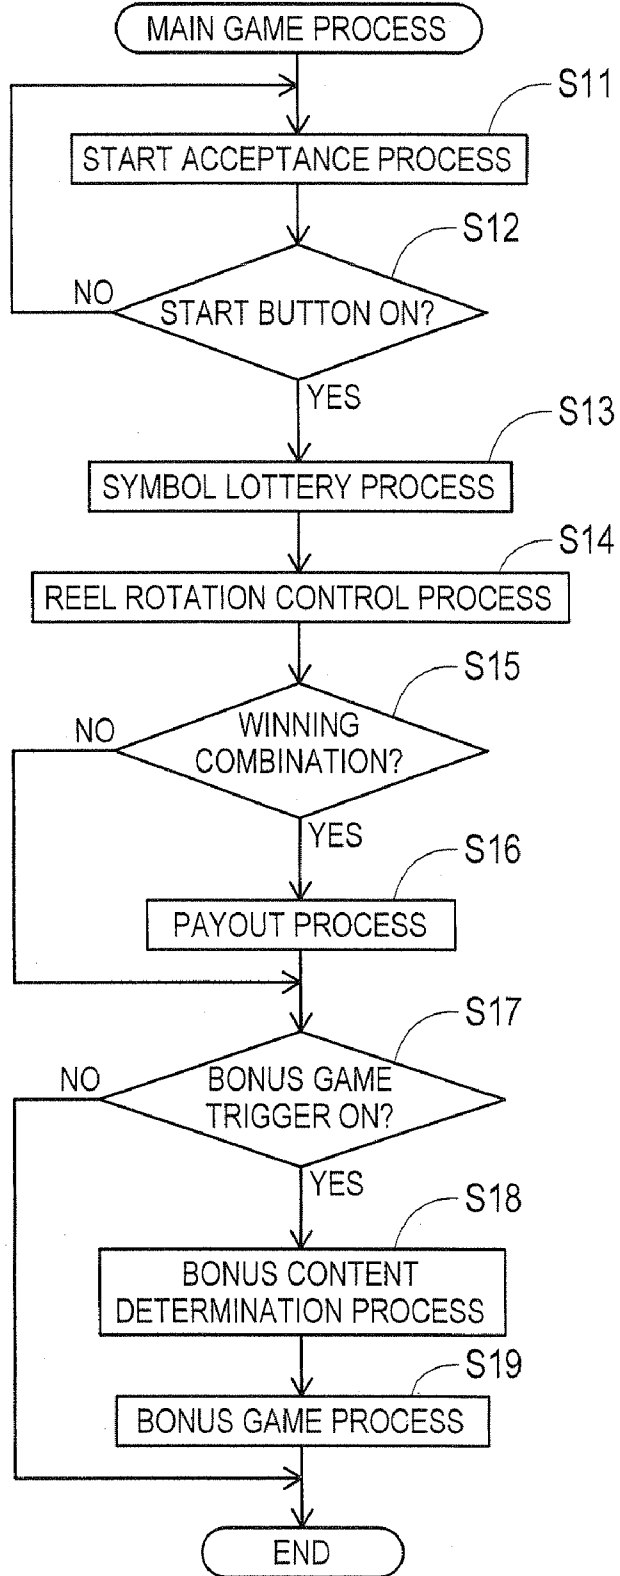 MAIN GAME PROCESS
S11
START ACCEPTANCE PROCESS
S12
NO
START BUTTON ON?
YES
S13
SYMBOL LOTTERY PROCESS
S14
REEL ROTATION CONTROL PROCESS
S15
NO
WINNING
COMBINATION?
YES
S16
PAYOUT PROCESS
S17
NO
BONUS GAME
TRIGGER ON?
YES
S18
BONUS CONTENT
DETERMINATION PROCESS
S19
BONUS GAME PROCESS
END